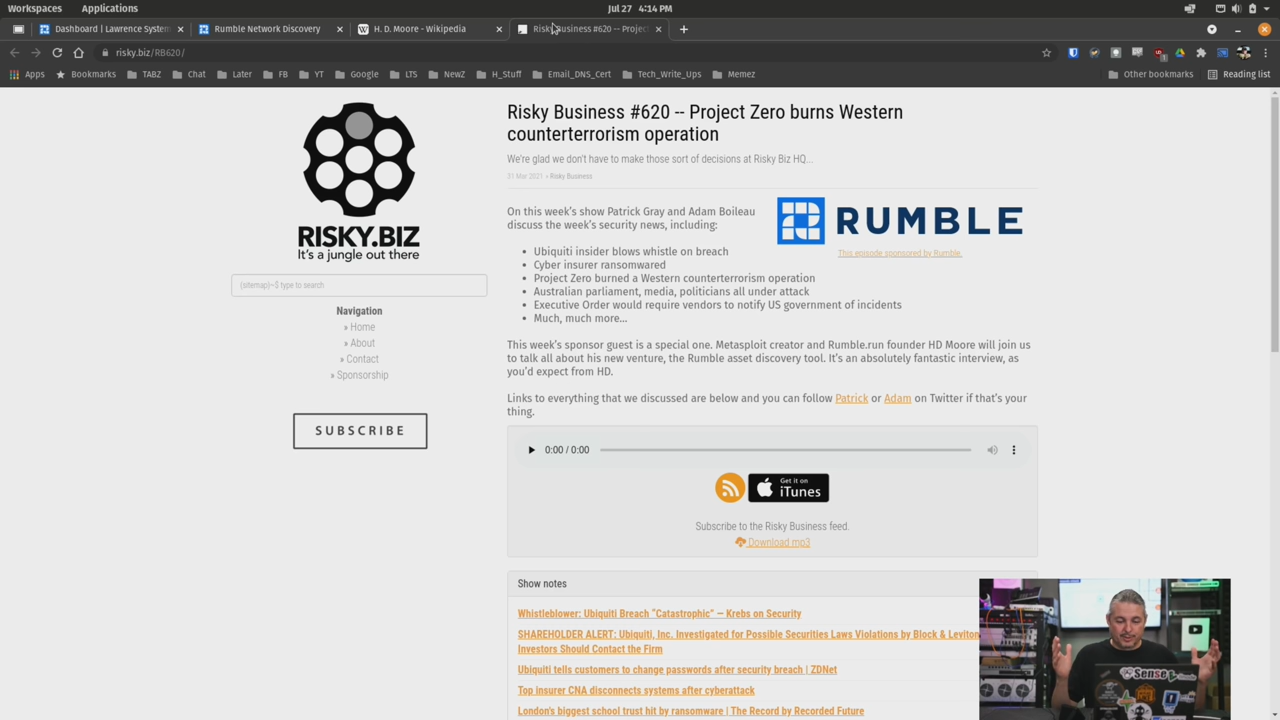 Workspaces Applications Jul 27 4:14 PM
Dashboard | Lawrence System
Rumble Network Discovery
H. D. Moore - Wikipedia
Risky Business #620 -- Project
risky.biz/RB620/
Apps Bookmarks TABZ Chat Later FB YT Google LTS NewZ H_Stuff Email_DNS_Cert Tech_Write_Ups Memez Other bookmarks Reading list
RISKY.BIZ
It's a jungle out there
(sitemap)~$ type to search
Navigation
» Home
» About
» Contact
» Sponsorship
SUBSCRIBE
Risky Business #620 -- Project Zero burns Western
counterterrorism operation
We're glad we don't have to make those sort of decisions at Risky Biz HQ...
31 Mar 2021 » Risky Business
On this week's show Patrick Gray and Adam Boileau
discuss the week's security news, including:
RUMBLE
This episode sponsored by Rumble.
• Ubiquiti insider blows whistle on breach
• Cyber insurer ransomwared
• Project Zero burned a Western counterterrorism operation
• Australian parliament, media, politicians all under attack
• Executive Order would require vendors to notify US government of incidents
• Much, much more…
This week's sponsor guest is a special one. Metasploit creator and Rumble.run founder HD Moore will join us
to talk all about his new venture, the Rumble asset discovery tool. It's an absolutely fantastic interview, as
you'd expect from HD.
Links to everything that we discussed are below and you can follow Patrick or Adam on Twitter if that's your
thing.
0:00 / 0:00
Get it on
iTunes
Subscribe to the Risky Business feed.
Download mp3
Show notes
Whistleblower: Ubiquiti Breach “Catastrophic” — Krebs on Security
SHAREHOLDER ALERT: Ubiquiti, Inc. Investigated for Possible Securities Laws Violations by Block & Leviton
Investors Should Contact the Firm
Ubiquiti tells customers to change passwords after security breach | ZDNet
Top insurer CNA disconnects systems after cyberattack
London's biggest school trust hit by ransomware | The Record by Recorded Future
Sense